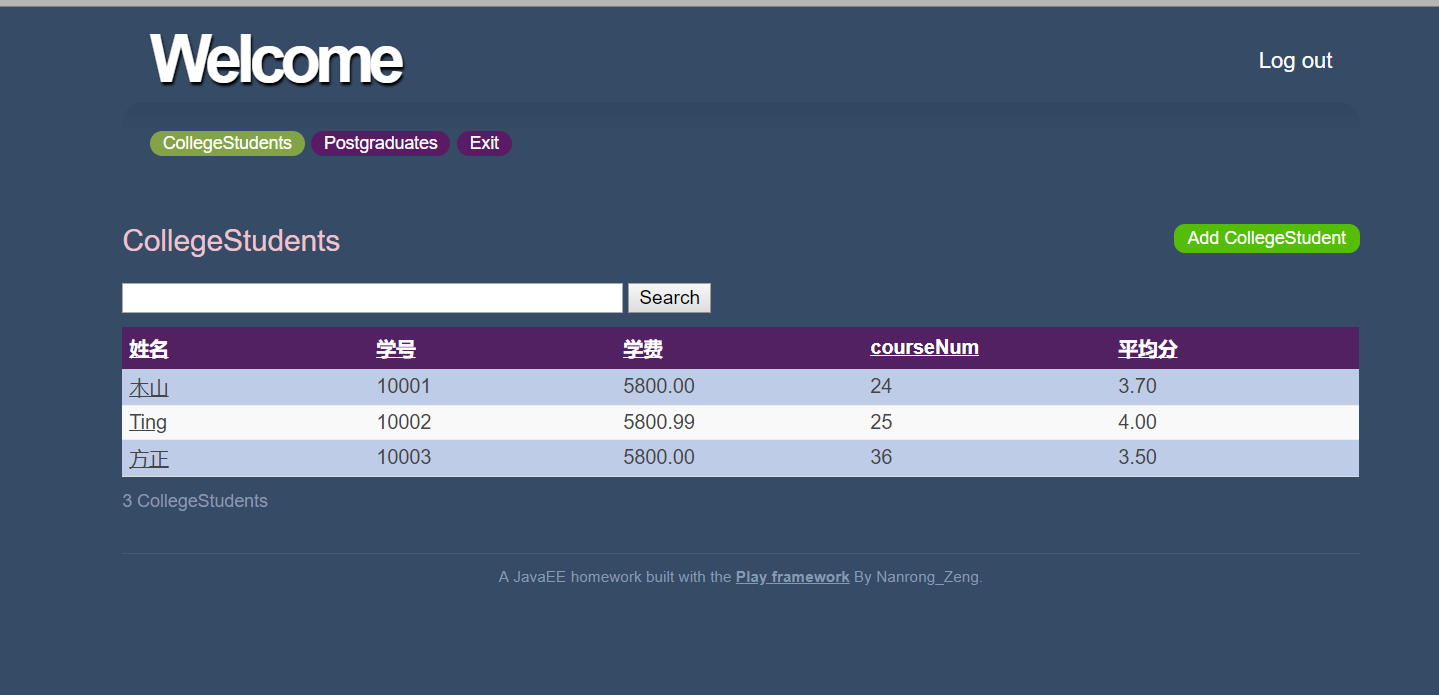 Welcome
Log out
CollegeStudents Postgraduates Exit
CollegeStudents
Add CollegeStudent
Search
姓名 学号 学费 courseNum 平均分
木山 10001 5800.00 24 3.70
Ting 10002 5800.99 25 4.00
方正 10003 5800.00 36 3.50
3 CollegeStudents
A JavaEE homework built with the Play framework By Nanrong_Zeng.